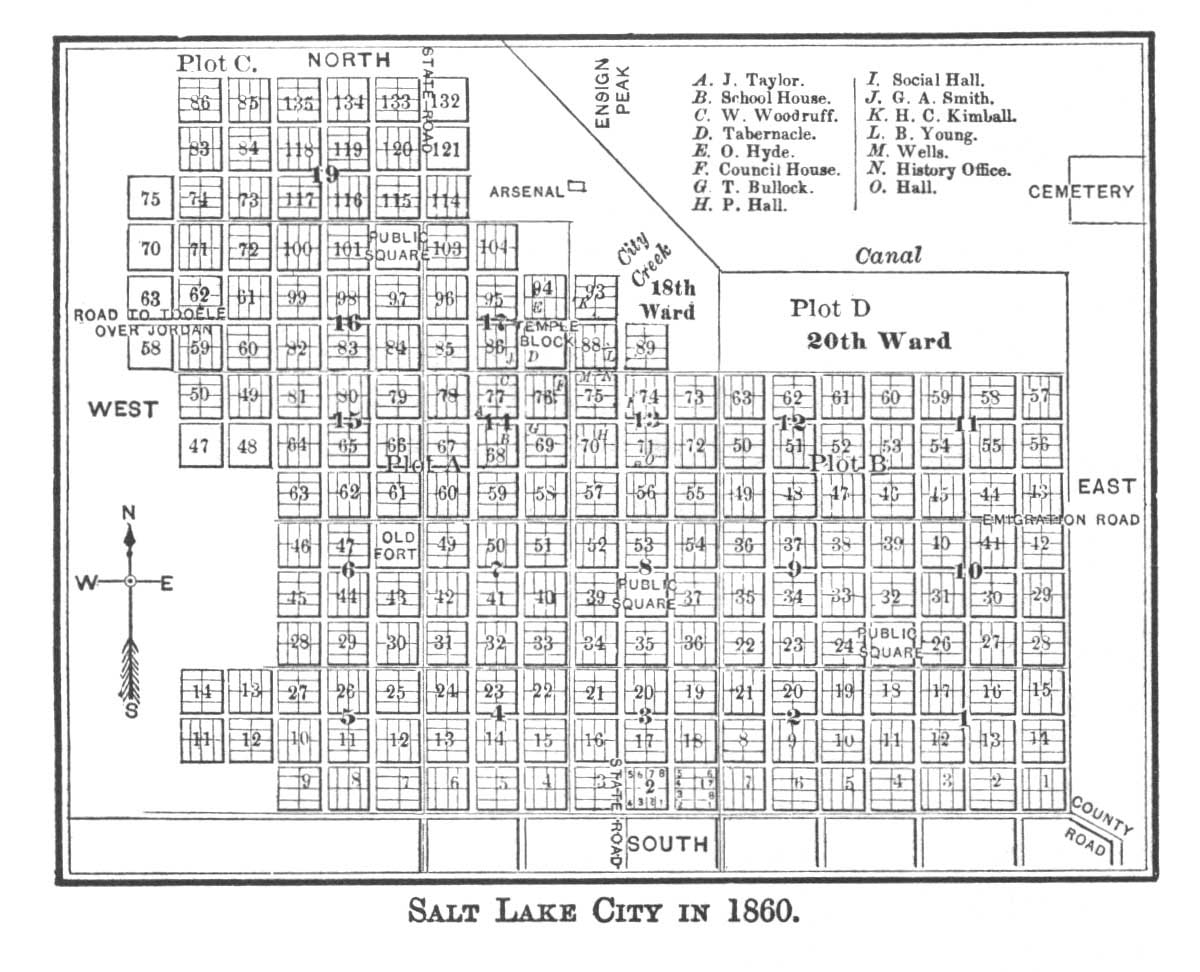 Plot C.
NORTH
STATE ROAD
ENSIGN
PEAK
A. J. Taylor.
B. School House.
C. W. Woodruff.
D. Tabernacle.
E. O. Hyde.
F. Council House.
G T. Bullock.
H. P. Hall.
I. Social Hall.
J. G. A. Smith.
K. H. C. Kimball.
L. B. Young.
M. Wells.
N. History Office.
O. Hall.
86 85 135 134 133 132
83 84 118 119 120 121
19
75 74 73 117 116 115 114
ARSENAL
CEMETERY
70 71 72 100 101 PUBLIC SQUARE 103 104
City
Creek
Canal
18th
Ward
63 62 61 99 98 97 96 95 94 93
E K
ROAD TO TOOELE
OVER JORDAN
16 17
TEMPLE
BLOCK
D
Plot D
20th Ward
58 59 60 82 83 84 85 86 88 89
J L
WEST
50 49 81 80 79 78 77 76 75 74 73 63 62 61 60 59 58 57
C F M N
15 14 13 12 11
47 48 64 65 66 67 68 69 70 71 72 50 51 52 53 54 55 56
B G H O
Plot A
Plot B
63 62 61 60 59 58 57 56 55 49 48 47 46 45 44 43
EAST
EMIGRATION ROAD
46 47 OLD FORT 49 50 51 52 53 54 36 37 38 39 40 41 42
6 7 8 9 10
N
W E
S
45 44 43 42 41 40 39 PUBLIC SQUARE 37 35 34 33 32 31 30 29
28 29 30 31 32 33 34 35 36 22 23 24 PUBLIC SQUARE 26 27 28
14 13 27 26 25 24 23 22 21 20 19 21 20 19 18 17 16 15
5 4 3 2 1
11 12 10 11 12 13 14 15 16 17 18 8 9 10 11 12 13 14
9 8 7 6 5 4 3 2 1 7 6 5 4 3 2 1
5 6 7 8
STATE ROAD
SOUTH
COUNTY
ROAD
SALT LAKE CITY IN 1860.